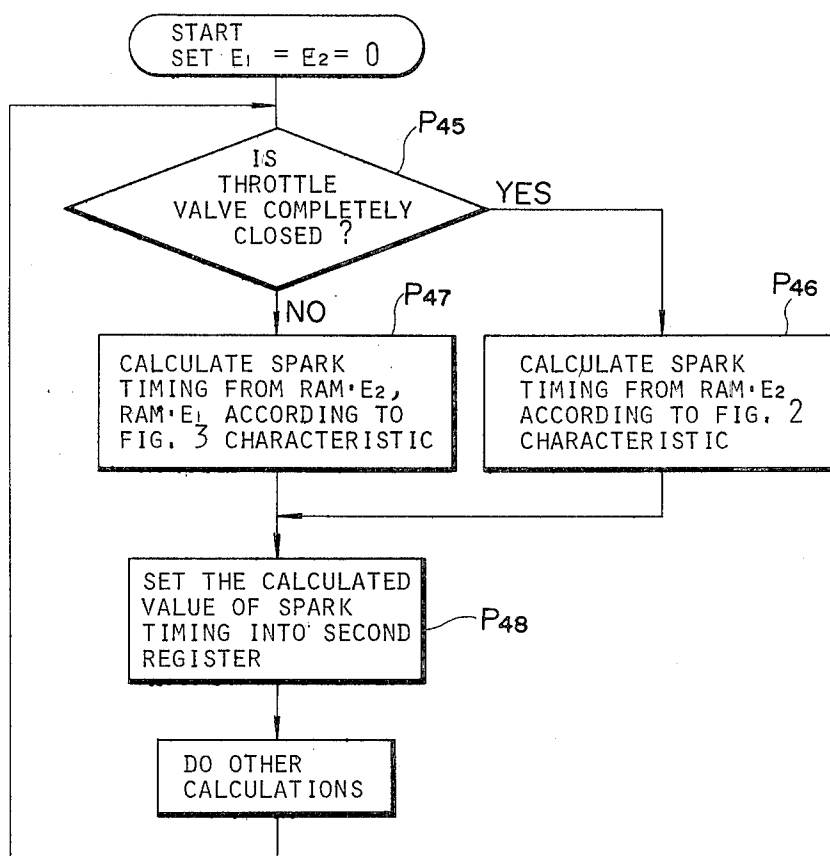 START
SET E1 = E2 = 0
P45
IS
THROTTLE
VALVE COMPLETELY
CLOSED ?
YES
NO
P47
CALCULATE SPARK
TIMING FROM RAM·E2,
RAM·E1 ACCORDING TO
FIG. 3 CHARACTERISTIC
P46
CALCULATE SPARK
TIMING FROM RAM·E2
ACCORDING TO FIG. 2
CHARACTERISTIC
SET THE CALCULATED
VALUE OF SPARK
TIMING INTO SECOND
REGISTER
P48
DO OTHER
CALCULATIONS